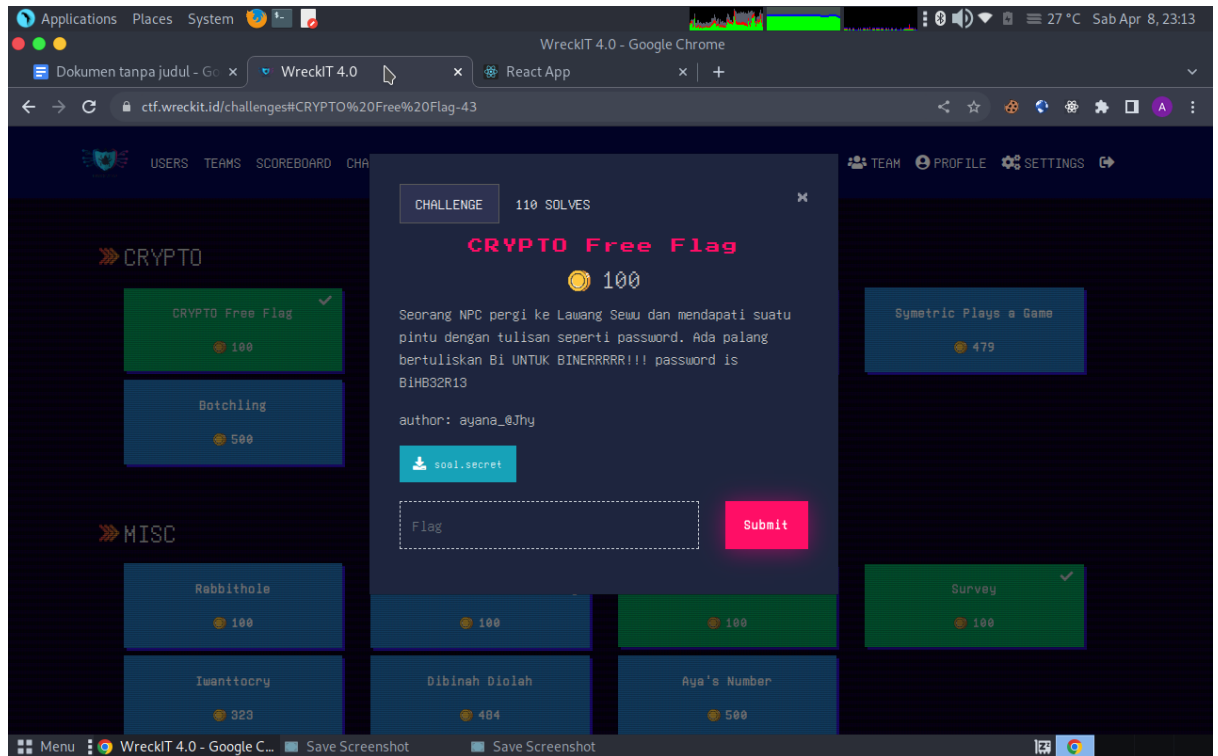 Applications Places System 27 °C Sab Apr 8, 23:13
WreckIT 4.0 - Google Chrome
Dokumen tanpa judul - Go WreckIT 4.0 React App
ctf.wreckit.id/challenges#CRYPTO%20Free%20Flag-43 A
USERS TEAMS SCOREBOARD CHA TEAM PROFILE SETTINGS
CHALLENGE 110 SOLVES
CRYPTO Free Flag
100
Seorang NPC pergi ke Lawang Sewu dan mendapati suatu
pintu dengan tulisan seperti password. Ada palang
bertuliskan Bi UNTUK BINERRRRR!!! password is
BiHB32R13
author: ayana_@Jhy
soal.secret
Flag Submit
CRYPTO
CRYPTO Free Flag Symetric Plays a Game
100 479
Botchling
500
MISC
Rabbithole Survey
100 100 100 100
Iwanttocry Dibinah Diolah Aya's Number
323 484 500
Menu WreckIT 4.0 - Google C... Save Screenshot Save Screenshot